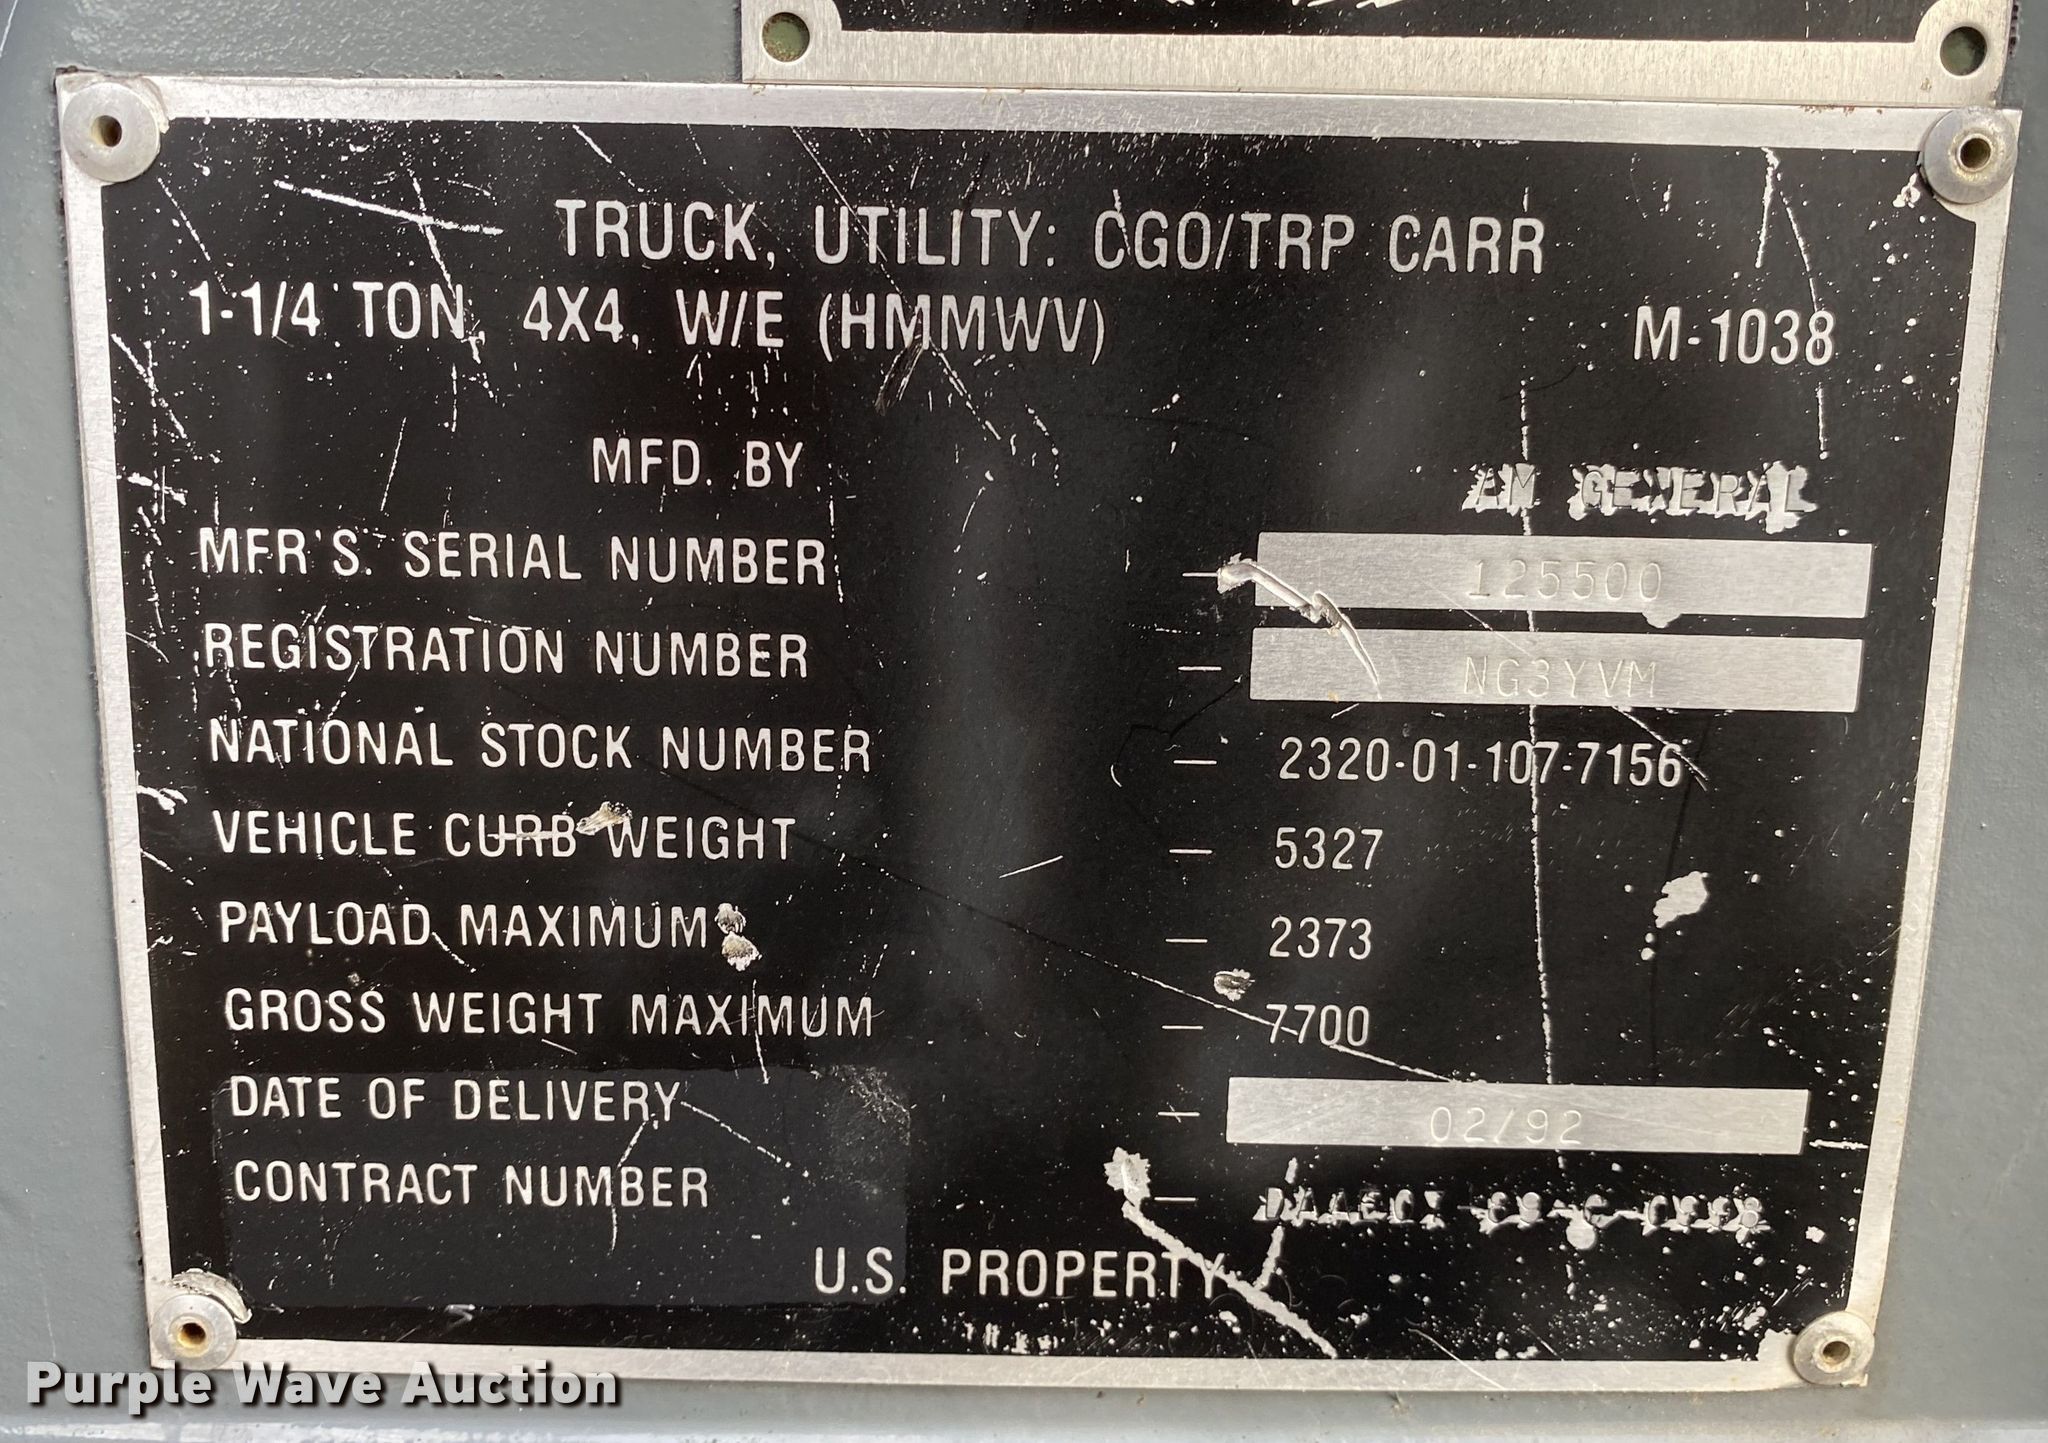 TRUCK, UTILITY: CGO/TRP CARR
1-1/4 TON, 4X4, W/E (HMMWV) M-1038
MFD. BY AM GENERAL
MFR'S. SERIAL NUMBER — 125500
REGISTRATION NUMBER — NG3YVM
NATIONAL STOCK NUMBER — 2320-01-107-7156
VEHICLE CURB WEIGHT — 5327
PAYLOAD MAXIMUM — 2373
GROSS WEIGHT MAXIMUM — 7700
DATE OF DELIVERY — 02/92
CONTRACT NUMBER —
U.S. PROPERTY
Purple Wave Auction